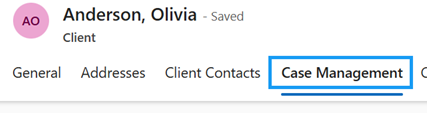 AO
Anderson, Olivia - Saved
Client
General Addresses Client Contacts Case Management